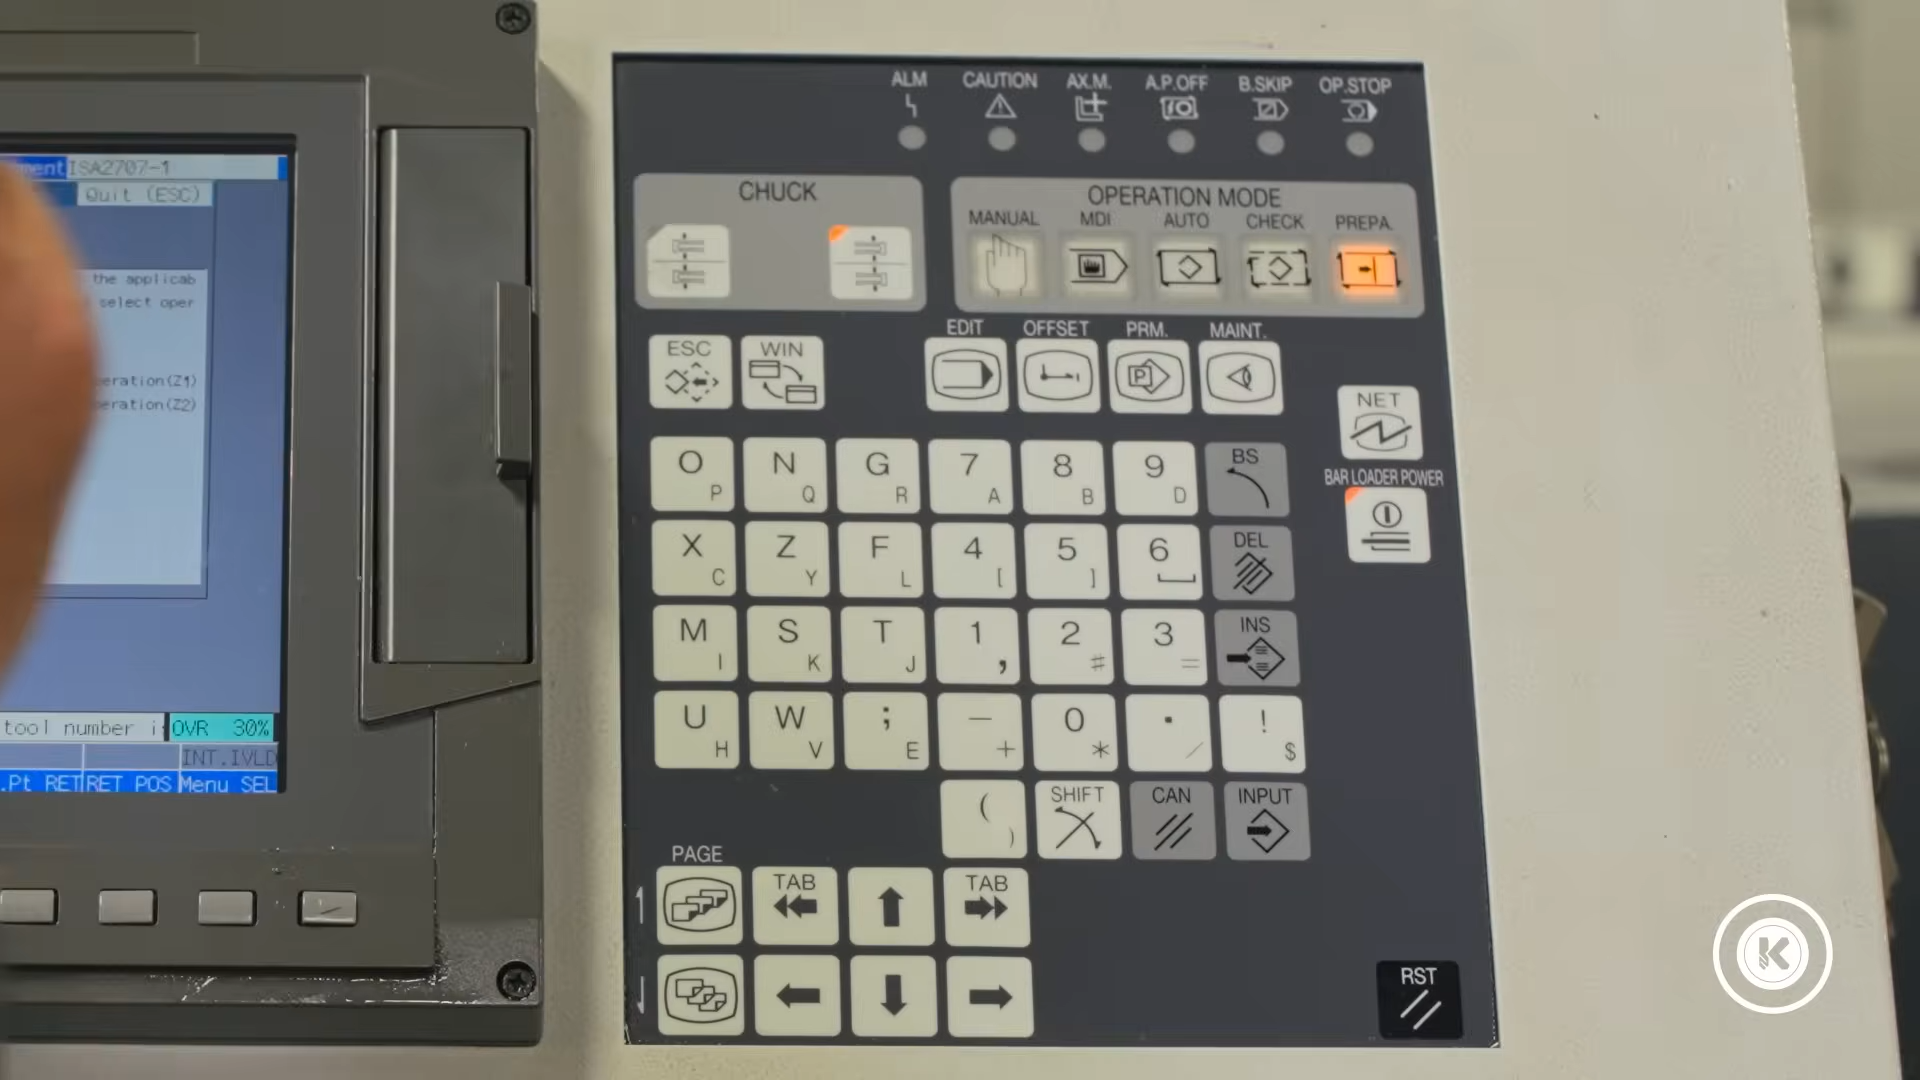 ALM CAUTION AX.M. A.P.OFF B.SKIP OP.STOP
ment ISA2707-1
Quit (ESC)
the applicab
select oper
eration(Z1)
eration(Z2)
tool number i
OVR 30%
INT.IVLD
.Pt RET RET POS Menu SEL
CHUCK
OPERATION MODE
MANUAL MDI AUTO CHECK PREPA.
ESC WIN
EDIT OFFSET PRM. MAINT.
P
NET
BAR LOADER POWER
O P N Q G R 7 A 8 B 9 D BS
X C Z Y F L 4 [ 5 ] 6 DEL
M I S K T J 1 , 2 # 3 = INS
U H W V ; E - + 0 * . / ! $
( ) SHIFT CAN INPUT
PAGE
TAB TAB
RST
K